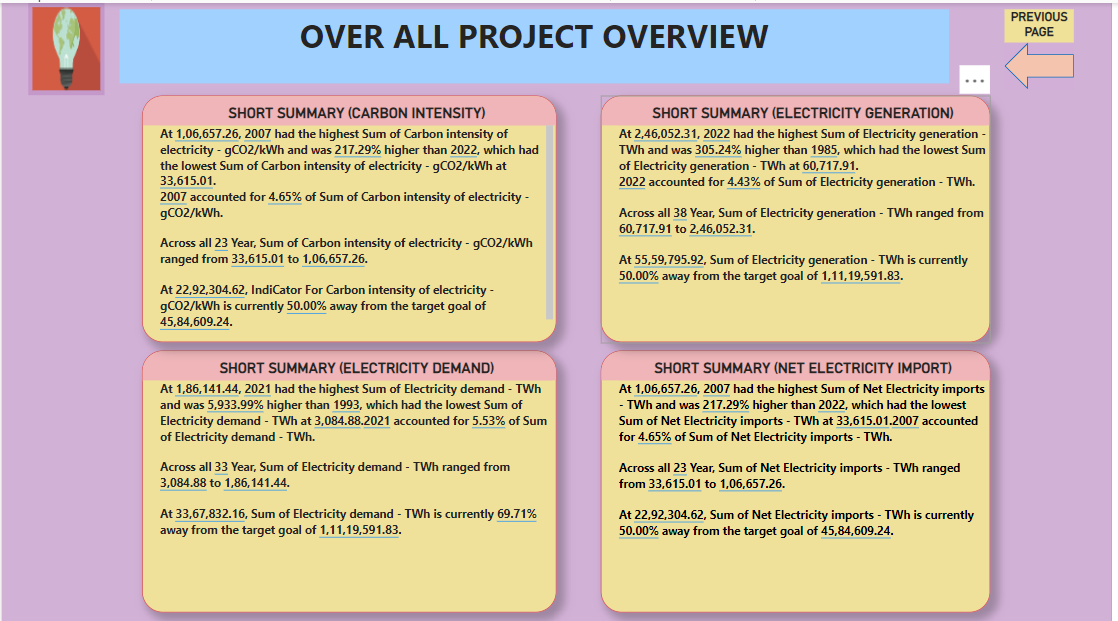 OVER ALL PROJECT OVERVIEW
PREVIOUS
PAGE
SHORT SUMMARY (CARBON INTENSITY)
At 1,06,657.26, 2007 had the highest Sum of Carbon intensity of
electricity - gCO2/kWh and was 217.29% higher than 2022, which had
the lowest Sum of Carbon intensity of electricity - gCO2/kWh at
33,615.01.
2007 accounted for 4.65% of Sum of Carbon intensity of electricity -
gCO2/kWh.
Across all 23 Year, Sum of Carbon intensity of electricity - gCO2/kWh
ranged from 33,615.01 to 1,06,657.26.
At 22,92,304.62, IndiCator For Carbon intensity of electricity -
gCO2/kWh is currently 50.00% away from the target goal of
45,84,609.24.
SHORT SUMMARY (ELECTRICITY GENERATION)
At 2,46,052.31, 2022 had the highest Sum of Electricity generation -
TWh and was 305.24% higher than 1985, which had the lowest Sum
of Electricity generation - TWh at 60,717.91.
2022 accounted for 4.43% of Sum of Electricity generation - TWh.
Across all 38 Year, Sum of Electricity generation - TWh ranged from
60,717.91 to 2,46,052.31.
At 55,59,795.92, Sum of Electricity generation - TWh is currently
50.00% away from the target goal of 1,11,19,591.83.
SHORT SUMMARY (ELECTRICITY DEMAND)
At 1,86,141.44, 2021 had the highest Sum of Electricity demand - TWh
and was 5,933.99% higher than 1993, which had the lowest Sum of
Electricity demand - TWh at 3,084.88.2021 accounted for 5.53% of Sum
of Electricity demand - TWh.
Across all 33 Year, Sum of Electricity demand - TWh ranged from
3,084.88 to 1,86,141.44.
At 33,67,832.16, Sum of Electricity demand - TWh is currently 69.71%
away from the target goal of 1,11,19,591.83.
SHORT SUMMARY (NET ELECTRICITY IMPORT)
At 1,06,657.26, 2007 had the highest Sum of Net Electricity imports
- TWh and was 217.29% higher than 2022, which had the lowest
Sum of Net Electricity imports - TWh at 33,615.01.2007 accounted
for 4.65% of Sum of Net Electricity imports - TWh.
Across all 23 Year, Sum of Net Electricity imports - TWh ranged
from 33,615.01 to 1,06,657.26.
At 22,92,304.62, Sum of Net Electricity imports - TWh is currently
50.00% away from the target goal of 45,84,609.24.